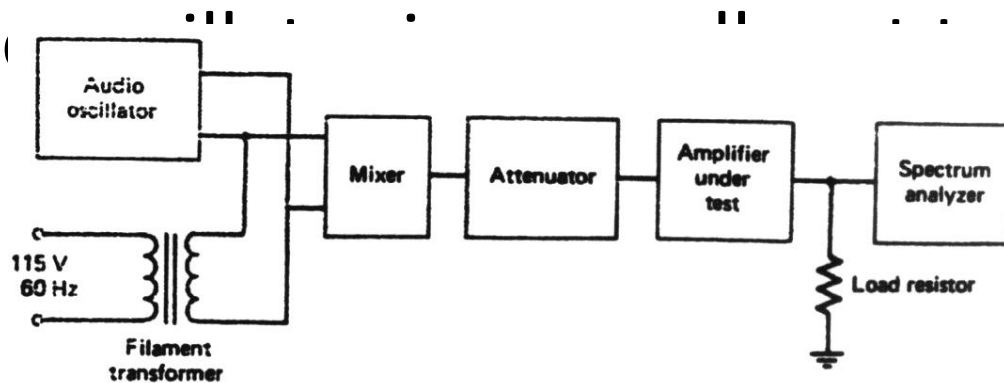 Audio
oscillator
Mixer
Attenuator
Amplifier
under
test
Spectrum
analyzer
115 V
60 Hz
Load resistor
Filament
transformer